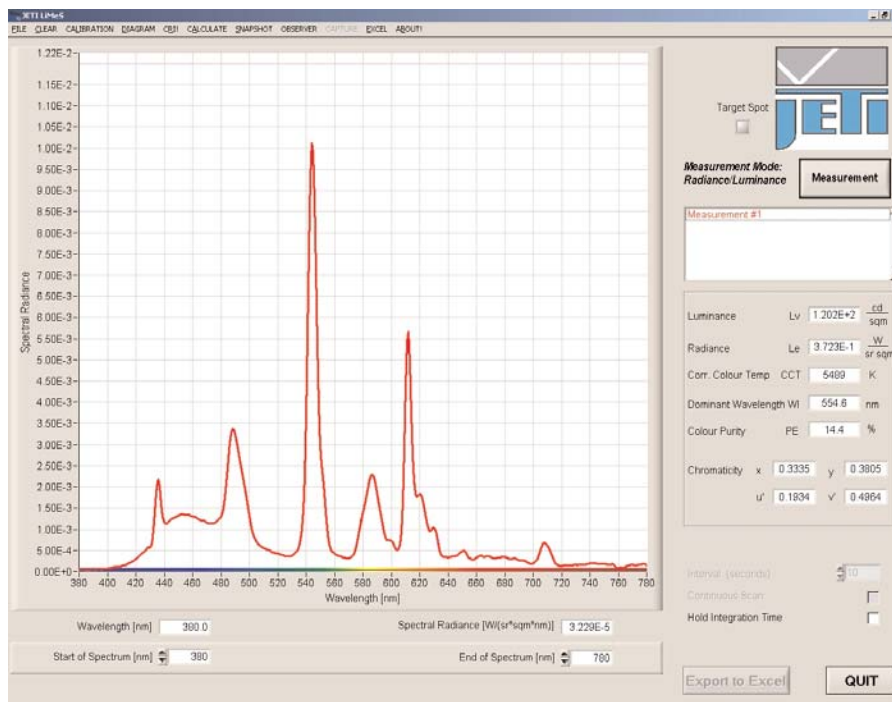 JETI LiMeS
FILE CLEAR CALIBRATION DIAGRAM CRI! CALCULATE SNAPSHOT OBSERVER CAPTURE EXCEL ABOUT!
1.22E-2
1.15E-2
1.10E-2
1.05E-2
1.00E-2
9.50E-3
9.00E-3
8.50E-3
8.00E-3
7.50E-3
7.00E-3
6.50E-3
6.00E-3
5.50E-3
5.00E-3
4.50E-3
4.00E-3
3.50E-3
3.00E-3
2.50E-3
2.00E-3
1.50E-3
1.00E-3
5.00E-4
0.00E+0
Spectral Radiance
380 400 420 440 460 480 500 520 540 560 580 600 620 640 660 680 700 720 740 760 780
Wavelength [nm]
Wavelength [nm] 380.0 Spectral Radiance [W/(sr*sqm*nm)] 3.229E-5
Start of Spectrum [nm] 380 End of Spectrum [nm] 780
Target Spot
JETI
Measurement Mode:
Radiance/Luminance
Measurement
Measurement #1
Luminance Lv 1.202E+2 cd
sqm
Radiance Le 3.723E-1 W
sr sqm
Corr. Colour Temp CCT 5489 K
Dominant Wavelength Wl 554.6 nm
Colour Purity PE 14.4 %
Chromaticity x 0.3335 y 0.3805
u' 0.1934 v' 0.4964
Interval (seconds) 10
Continuous Scan
Hold Integration Time
Export to Excel QUIT